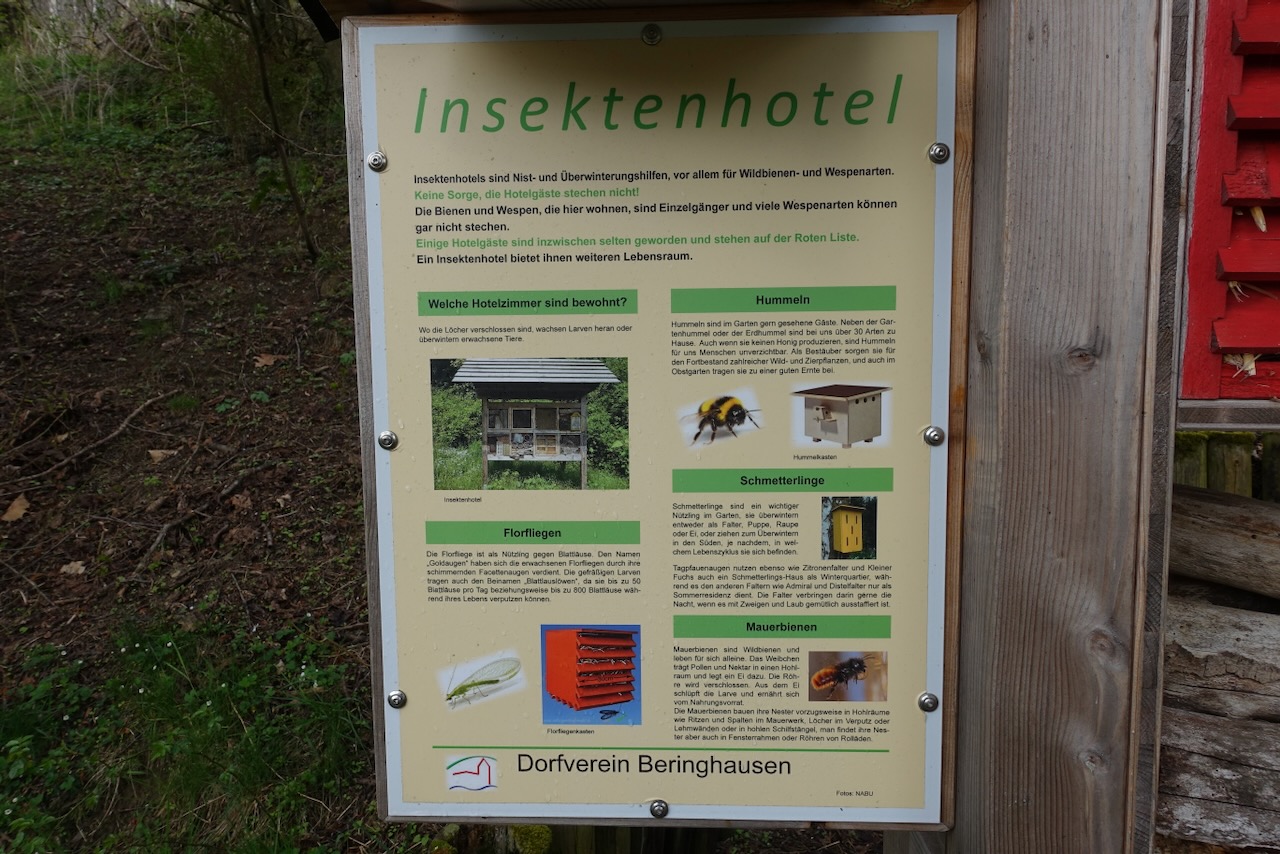 Insektenhotel
Insektenhotels sind Nist- und Überwinterungshilfen, vor allem für Wildbienen- und Wespenarten.
Keine Sorge, die Hotelgäste stechen nicht!
Die Bienen und Wespen, die hier wohnen, sind Einzelgänger und viele Wespenarten können
gar nicht stechen.
Einige Hotelgäste sind inzwischen selten geworden und stehen auf der Roten Liste.
Ein Insektenhotel bietet ihnen weiteren Lebensraum.
Welche Hotelzimmer sind bewohnt?
Wo die Löcher verschlossen sind, wachsen Larven heran oder
überwintern erwachsene Tiere.
Insektenhotel
Florfliegen
Die Florfliege ist als Nützling gegen Blattläuse. Den Namen
„Goldaugen“ haben sich die erwachsenen Florfliegen durch ihre
schimmernden Facettenaugen verdient. Die gefräßigen Larven
tragen auch den Beinamen „Blattlauslöwen“, da sie bis zu 50
Blattläuse pro Tag beziehungsweise bis zu 800 Blattläuse wäh-
rend ihres Lebens verputzen können.
Florfliegenkasten
Hummeln
Hummeln sind im Garten gern gesehene Gäste. Neben der Gar-
tenhummel oder der Erdhummel sind bei uns über 30 Arten zu
Hause. Auch wenn sie keinen Honig produzieren, sind Hummeln
für uns Menschen unverzichtbar. Als Bestäuber sorgen sie für
den Fortbestand zahlreicher Wild- und Zierpflanzen, und auch im
Obstgarten tragen sie zu einer guten Ernte bei.
Hummelkasten
Schmetterlinge
Schmetterlinge sind ein wichtiger
Nützling im Garten, sie überwintern
entweder als Falter, Puppe, Raupe
oder Ei, oder ziehen zum Überwintern
in den Süden, je nachdem, in wel-
chem Lebenszyklus sie sich befinden.
Tagpfauenaugen nutzen ebenso wie Zitronenfalter und Kleiner
Fuchs auch ein Schmetterlings-Haus als Winterquartier, wäh-
rend es den anderen Faltern wie Admiral und Distelfalter nur als
Sommerresidenz dient. Die Falter verbringen darin gerne die
Nacht, wenn es mit Zweigen und Laub gemütlich ausstaffiert ist.
Mauerbienen
Mauerbienen sind Wildbienen und
leben für sich alleine. Das Weibchen
trägt Pollen und Nektar in einen Hohl-
raum und legt ein Ei dazu. Die Röh-
re wird verschlossen. Aus dem Ei
schlüpft die Larve und ernährt sich
vom Nahrungsvorrat.
Die Mauerbienen bauen ihre Nester vorzugsweise in Hohlräume
wie Ritzen und Spalten im Mauerwerk, Löcher im Verputz oder
Lehmwänden oder in hohlen Schilfstängel, man findet ihre Nes-
ter aber auch in Fensterrahmen oder Röhren von Rolläden.
Dorfverein Beringhausen
Fotos: NABU